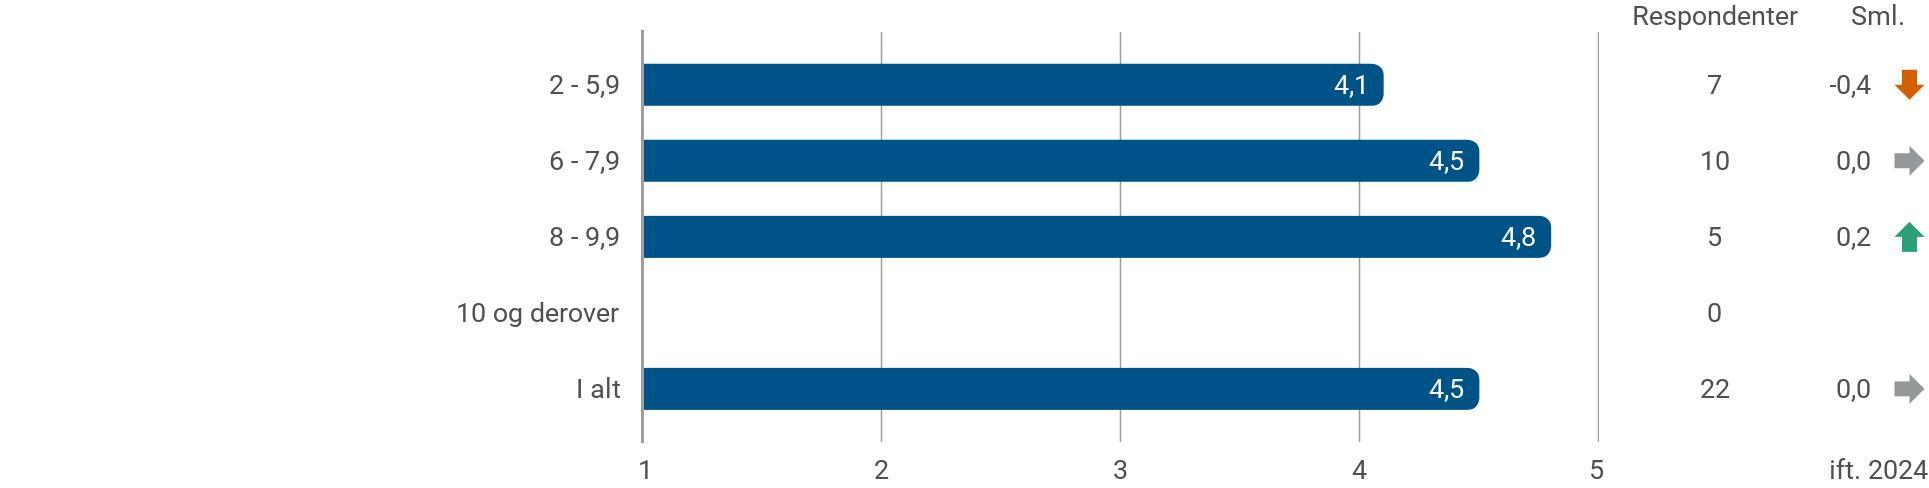 Respondenter Sml.
2 - 5,9 4,1 7 -0,4
6 - 7,9 4,5 10 0,0
8 - 9,9 4,8 5 0,2
10 og derover 0
I alt 4,5 22 0,0
1 2 3 4 5 ift. 2024